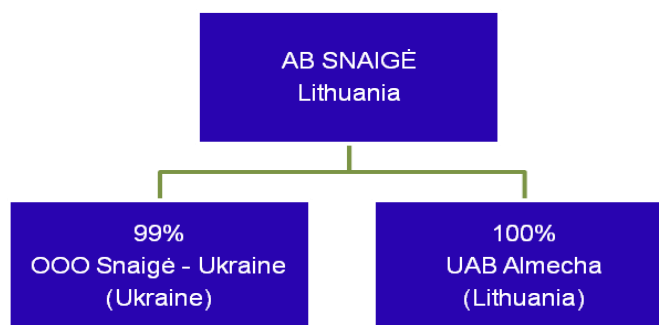 AB SNAIGĖ
Lithuania
99%
OOO Snaigė - Ukraine
(Ukraine)
100%
UAB Almecha
(Lithuania)